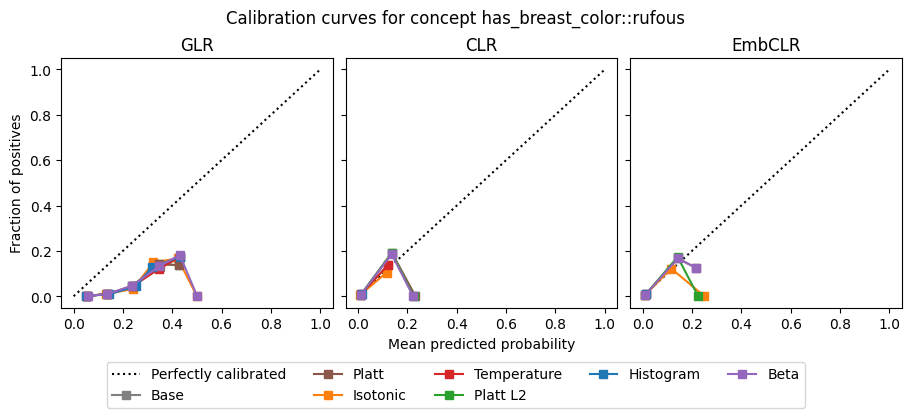 Calibration curves for concept has_breast_color::rufous
GLR
CLR
EmbCLR
Fraction of positives
1.0
0.8
0.6
0.4
0.2
0.0
0.0 0.2 0.4 0.6 0.8 1.0
0.0 0.2 0.4 0.6 0.8 1.0
0.0 0.2 0.4 0.6 0.8 1.0
Mean predicted probability
Perfectly calibrated Platt Temperature Histogram Beta
Base Isotonic Platt L2